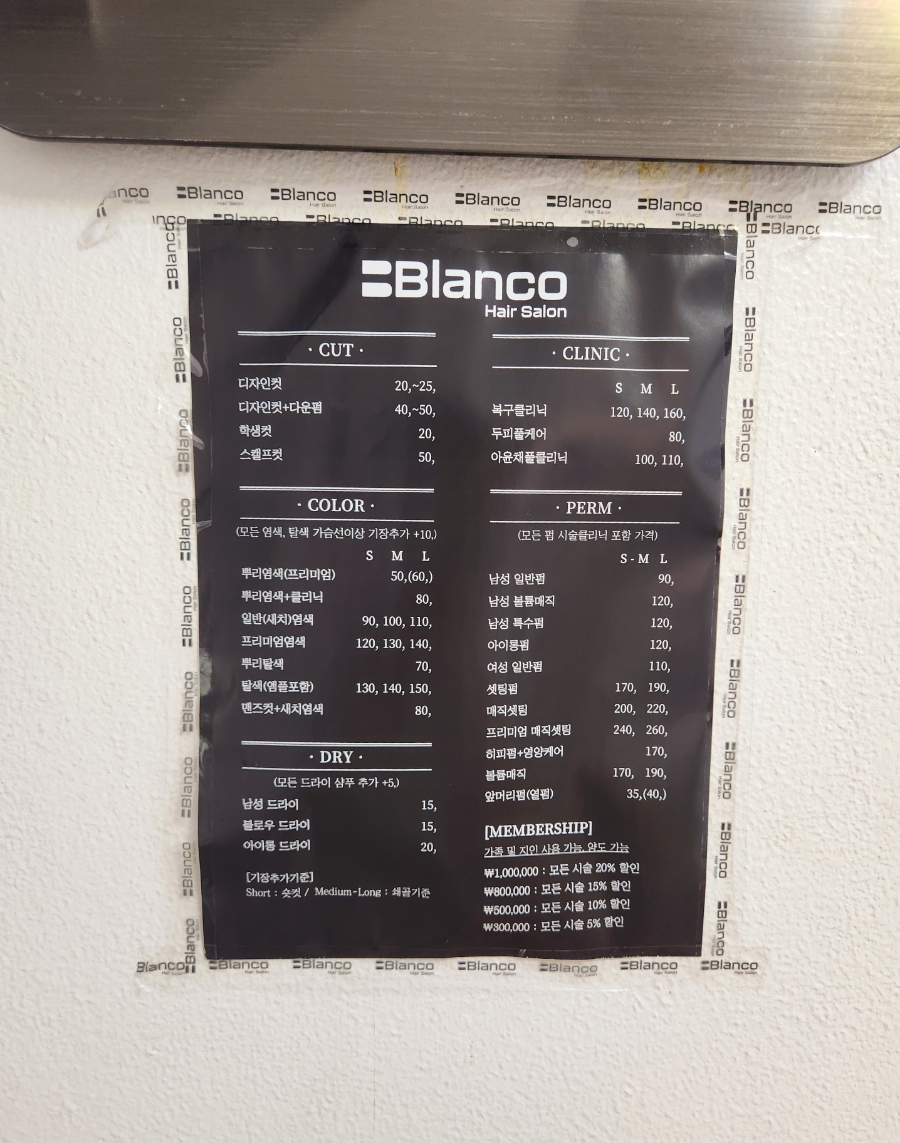 Blanco
Hair Salon
· CUT ·
디자인컷 20,~25,
디자인컷+다운펌 40,~50,
학생컷 20,
스캘프컷 50,
· COLOR ·
(모든 염색, 탈색 가슴선이상 기장추가 +10,)
S M L
뿌리염색(프리미엄) 50,(60,)
뿌리염색+클리닉 80,
일반(새치)염색 90, 100, 110,
프리미엄염색 120, 130, 140,
뿌리탈색 70,
탈색(앰플포함) 130, 140, 150,
맨즈컷+새치염색 80,
· DRY ·
(모든 드라이 샴푸 추가 +5,)
남성 드라이 15,
블로우 드라이 15,
아이롱 드라이 20,
[기장추가기준]
Short : 숏컷 / Medium-Long : 쇄골기준
· CLINIC ·
S M L
복구클리닉 120, 140, 160,
두피풀케어 80,
아윤채풀클리닉 100, 110,
· PERM ·
(모든 펌 시술클리닉 포함 가격)
S - M L
남성 일반펌 90,
남성 볼륨매직 120,
남성 특수펌 120,
아이롱펌 120,
여성 일반펌 110,
셋팅펌 170, 190,
매직셋팅 200, 220,
프리미엄 매직셋팅 240, 260,
히피펌+영양케어 170,
볼륨매직 170, 190,
앞머리펌(열펌) 35,(40,)
[MEMBERSHIP]
가족 및 지인 사용 가능, 양도 가능
₩1,000,000 : 모든 시술 20% 할인
₩800,000 : 모든 시술 15% 할인
₩500,000 : 모든 시술 10% 할인
₩300,000 : 모든 시술 5% 할인